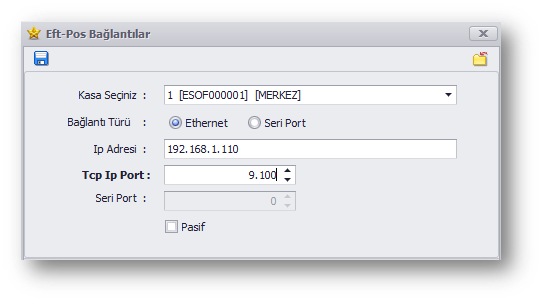 Eft-Pos Bağlantılar
Kasa Seçiniz : 1 [ESOF000001] [MERKEZ]
Bağlantı Türü : Ethernet Seri Port
Ip Adresi : 192.168.1.110
Tcp Ip Port : 9.100
Seri Port : 0
Pasif